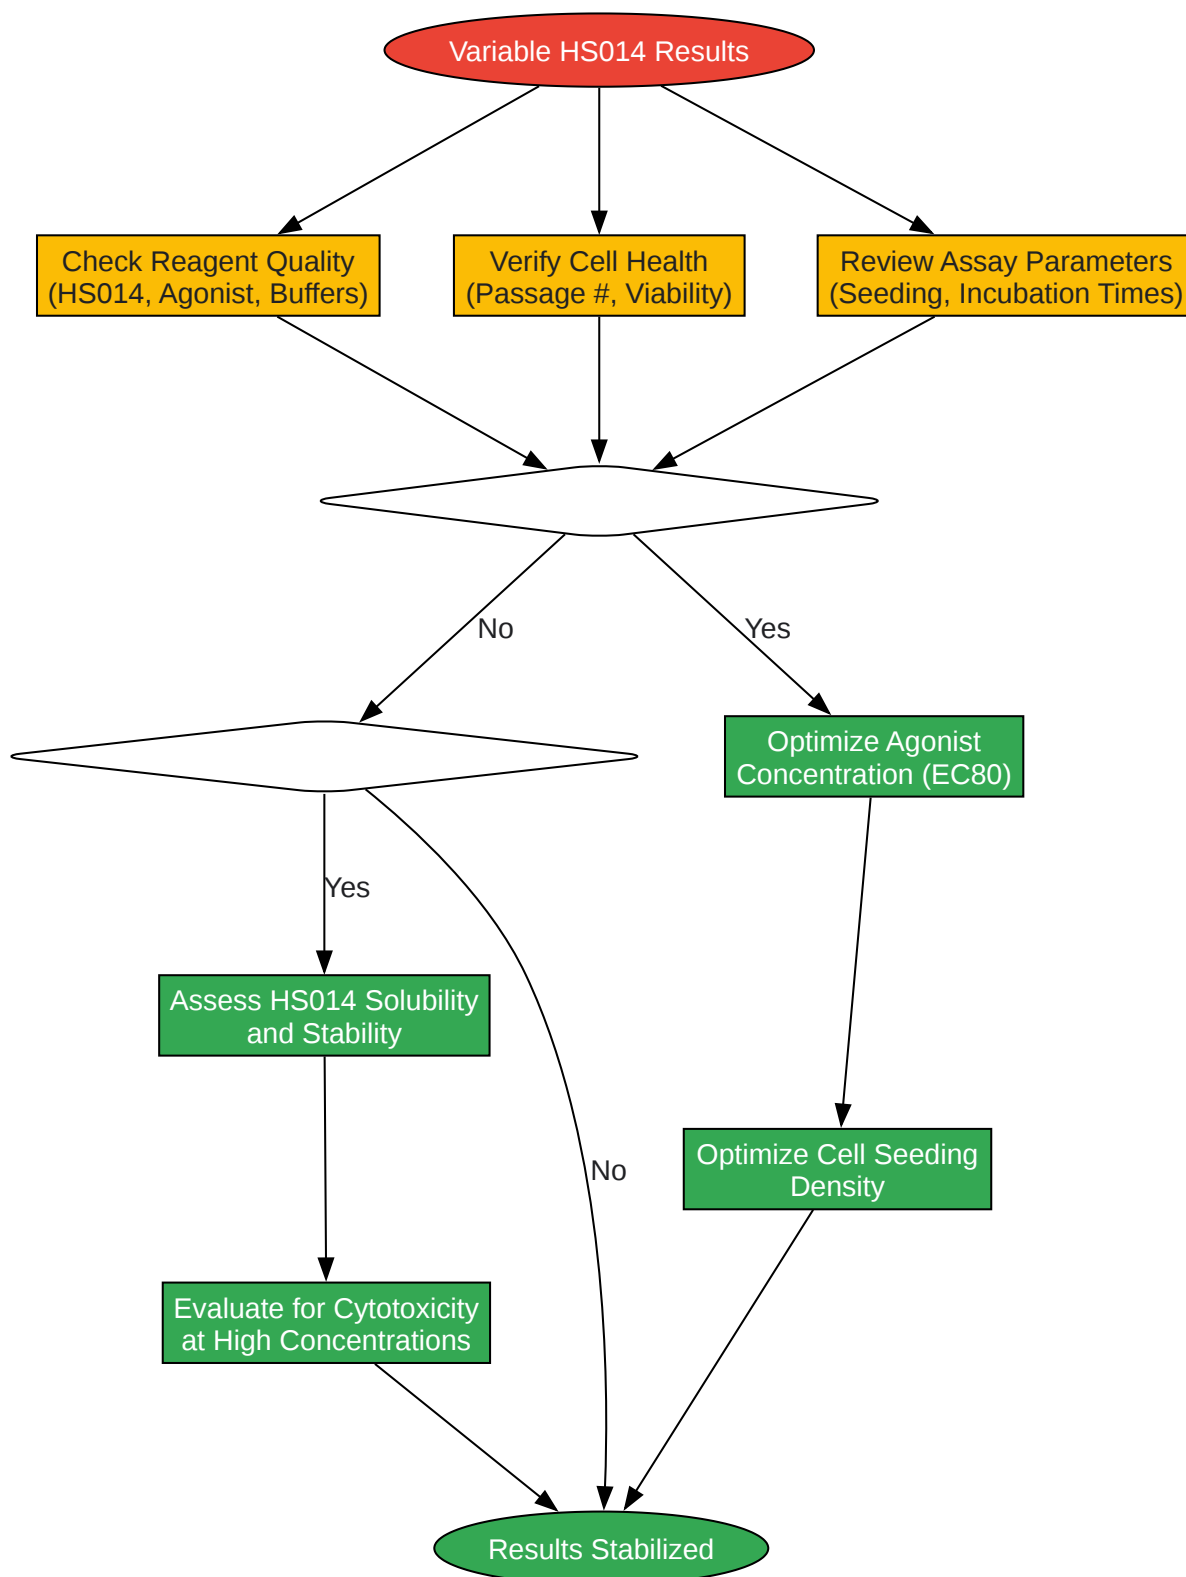 Variable HS014 Results
Check Reagent Quality
(HS014, Agonist, Buffers)
Verify Cell Health
(Passage #, Viability)
Review Assay Parameters
(Seeding, Incubation Times)
No
Yes
Optimize Agonist
Concentration (EC80)
Yes
Assess HS014 Solubility
and Stability
No
Optimize Cell Seeding
Density
Evaluate for Cytotoxicity
at High Concentrations
Results Stabilized